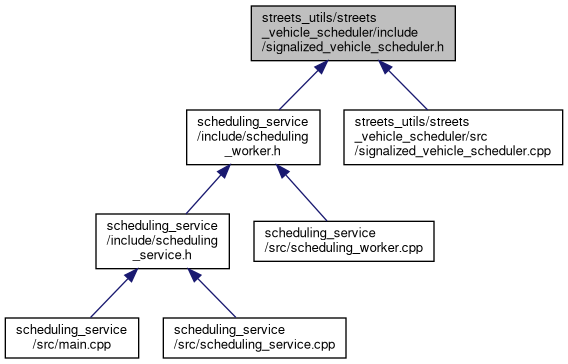 streets_utils/streets
_vehicle_scheduler/include
/signalized_vehicle_scheduler.h
scheduling_service
/include/scheduling
_worker.h
streets_utils/streets
_vehicle_scheduler/src
/signalized_vehicle_scheduler.cpp
scheduling_service
/include/scheduling
_service.h
scheduling_service
/src/scheduling_worker.cpp
scheduling_service
/src/main.cpp
scheduling_service
/src/scheduling_service.cpp